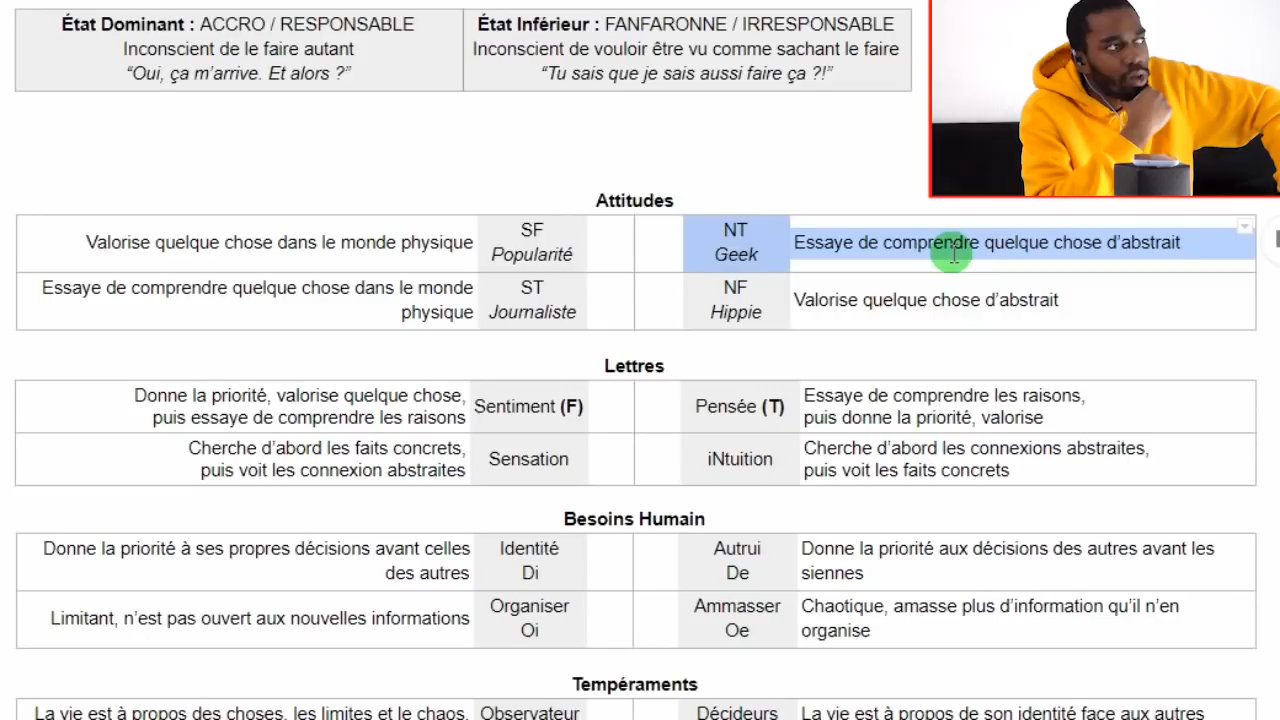 État Dominant : ACCRO / RESPONSABLE
Inconscient de le faire autant
“Oui, ça m’arrive. Et alors ?”
État Inférieur : FANFARONNE / IRRESPONSABLE
Inconscient de vouloir être vu comme sachant le faire
“Tu sais que je sais aussi faire ça ?!”
Attitudes
Valorise quelque chose dans le monde physique
SF
Popularité
NT
Geek
Essaye de comprendre quelque chose d’abstrait
Essaye de comprendre quelque chose dans le monde
physique
ST
Journaliste
NF
Hippie
Valorise quelque chose d’abstrait
Lettres
Donne la priorité, valorise quelque chose,
puis essaye de comprendre les raisons
Sentiment (F)
Pensée (T)
Essaye de comprendre les raisons,
puis donne la priorité, valorise
Cherche d’abord les faits concrets,
puis voit les connexion abstraites
Sensation
iNtuition
Cherche d’abord les connexions abstraites,
puis voit les faits concrets
Besoins Humain
Donne la priorité à ses propres décisions avant celles
des autres
Identité
Di
Autrui
De
Donne la priorité aux décisions des autres avant les
siennes
Limitant, n’est pas ouvert aux nouvelles informations
Organiser
Oi
Ammasser
Oe
Chaotique, amasse plus d’information qu’il n’en
organise
Tempéraments
La vie est à propos des choses, les limites et le chaos.
Observateur
Décideurs
La vie est à propos de son identité face aux autres